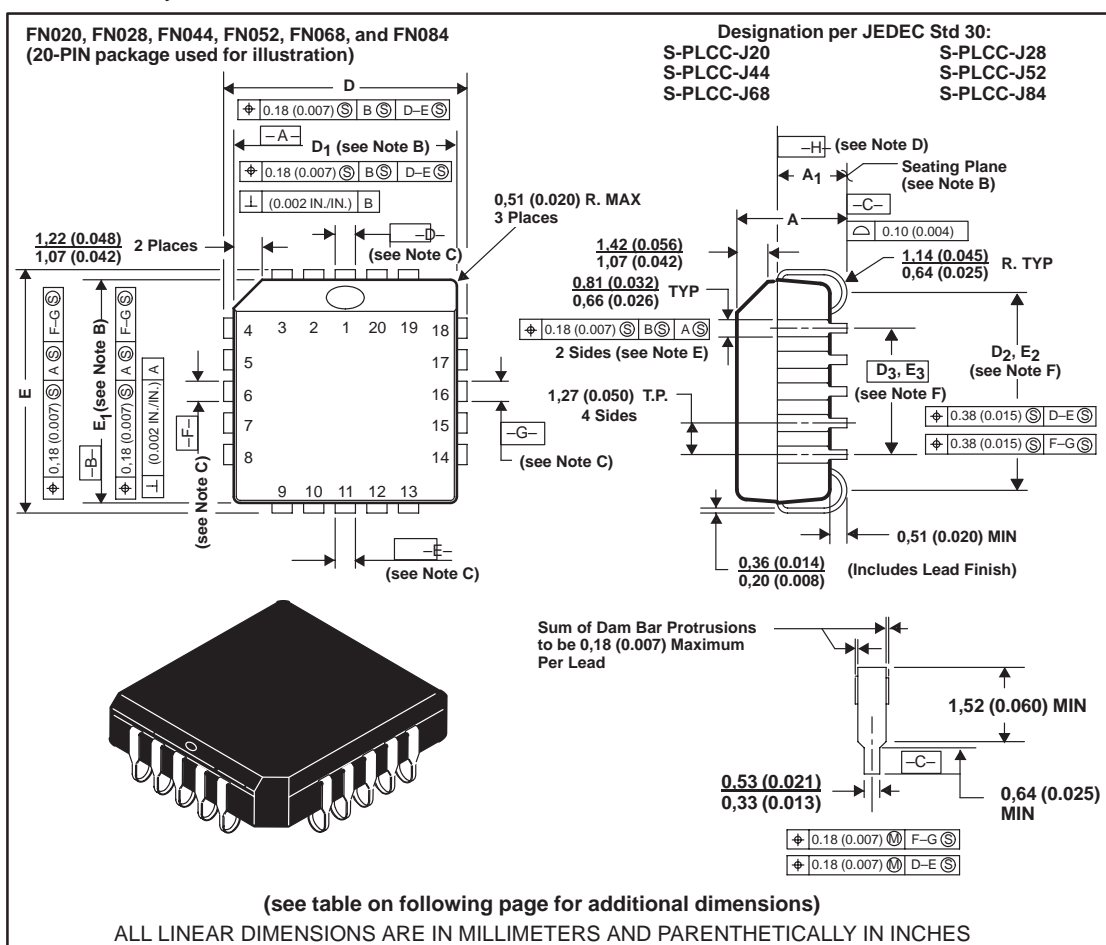 FN020, FN028, FN044, FN052, FN068, and FN084
(20-PIN package used for illustration)
Designation per JEDEC Std 30:
S-PLCC-J20 S-PLCC-J28
S-PLCC-J44 S-PLCC-J52
S-PLCC-J68 S-PLCC-J84
D
⌖ 0.18 (0.007) Ⓢ B Ⓢ D–E Ⓢ
–A–
D1 (see Note B)
⌖ 0.18 (0.007) Ⓢ B Ⓢ D–E Ⓢ
⊥ (0.002 IN./IN.) B
0,51 (0.020) R. MAX
3 Places
1,22 (0.048)
1,07 (0.042)
2 Places
–D–
(see Note C)
4 3 2 1 20 19 18
5 17
6 16
7 15
8 14
9 10 11 12 13
E
⌖ 0,18 (0.007) Ⓢ A Ⓢ F–G Ⓢ
–B–
E1 (see Note B)
⌖ 0,18 (0.007) Ⓢ A Ⓢ F–G Ⓢ
⊥ (0.002 IN./IN.) A
–F–
(see Note C)
–G–
(see Note C)
–E–
(see Note C)
–H– (see Note D)
A1
Seating Plane
(see Note B)
–C–
A
⌓ 0.10 (0.004)
1,42 (0.056)
1,07 (0.042)
1,14 (0.045)
0,64 (0.025)
R. TYP
0,81 (0.032)
0,66 (0.026)
TYP
⌖ 0.18 (0.007) Ⓢ B Ⓢ A Ⓢ
2 Sides (see Note E)
D2, E2
(see Note F)
D3, E3
(see Note F)
1,27 (0.050) T.P.
4 Sides
⌖ 0.38 (0.015) Ⓢ D–E Ⓢ
⌖ 0.38 (0.015) Ⓢ F–G Ⓢ
0,51 (0.020) MIN
0,36 (0.014)
0,20 (0.008)
(Includes Lead Finish)
Sum of Dam Bar Protrusions
to be 0,18 (0.007) Maximum
Per Lead
1,52 (0.060) MIN
–C–
0,53 (0.021)
0,33 (0.013)
0,64 (0.025)
MIN
⌖ 0.18 (0.007) Ⓜ F–G Ⓢ
⌖ 0.18 (0.007) Ⓜ D–E Ⓢ
(see table on following page for additional dimensions)
ALL LINEAR DIMENSIONS ARE IN MILLIMETERS AND PARENTHETICALLY IN INCHES